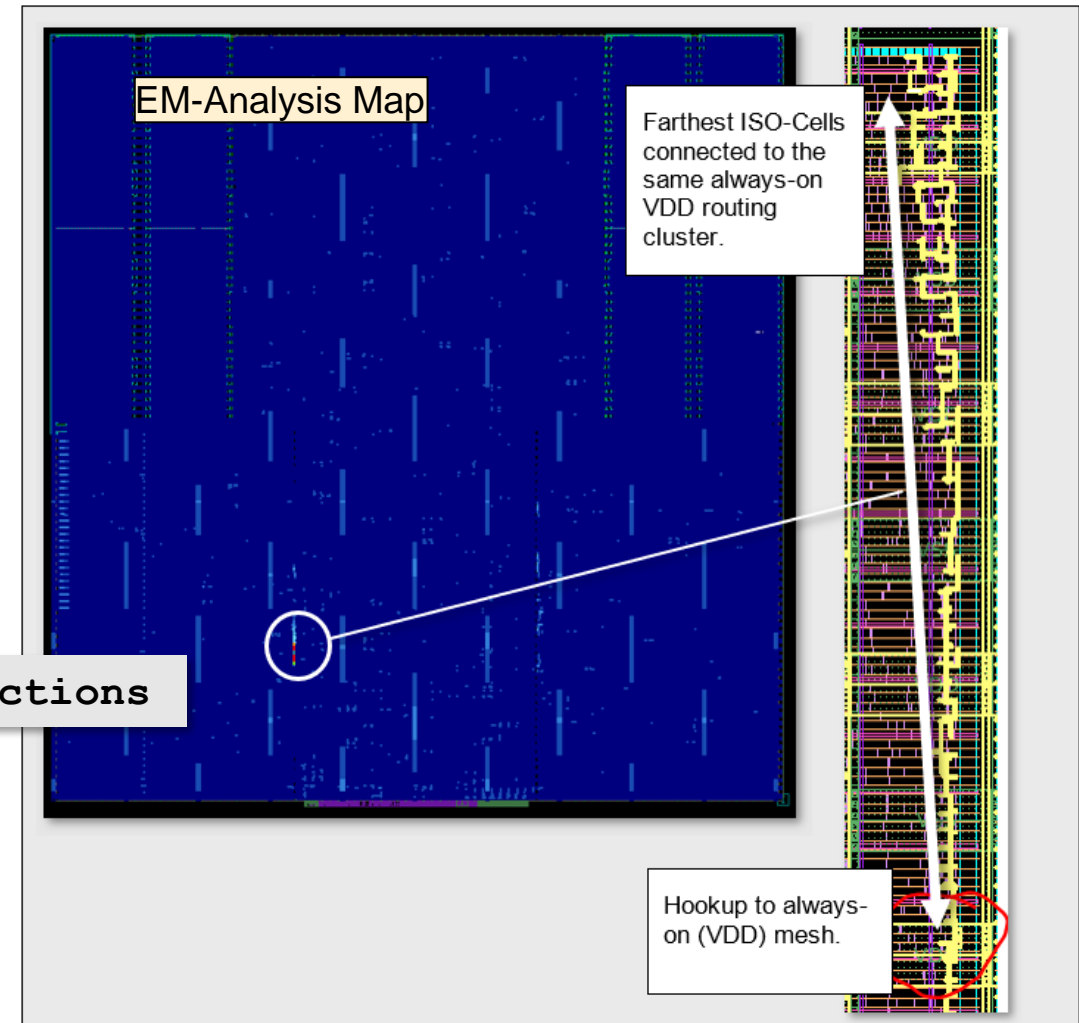 EM-Analysis Map
Farthest ISO-Cells
connected to the
same always-on
VDD routing
cluster.
ctions
Hookup to always-
on (VDD) mesh.